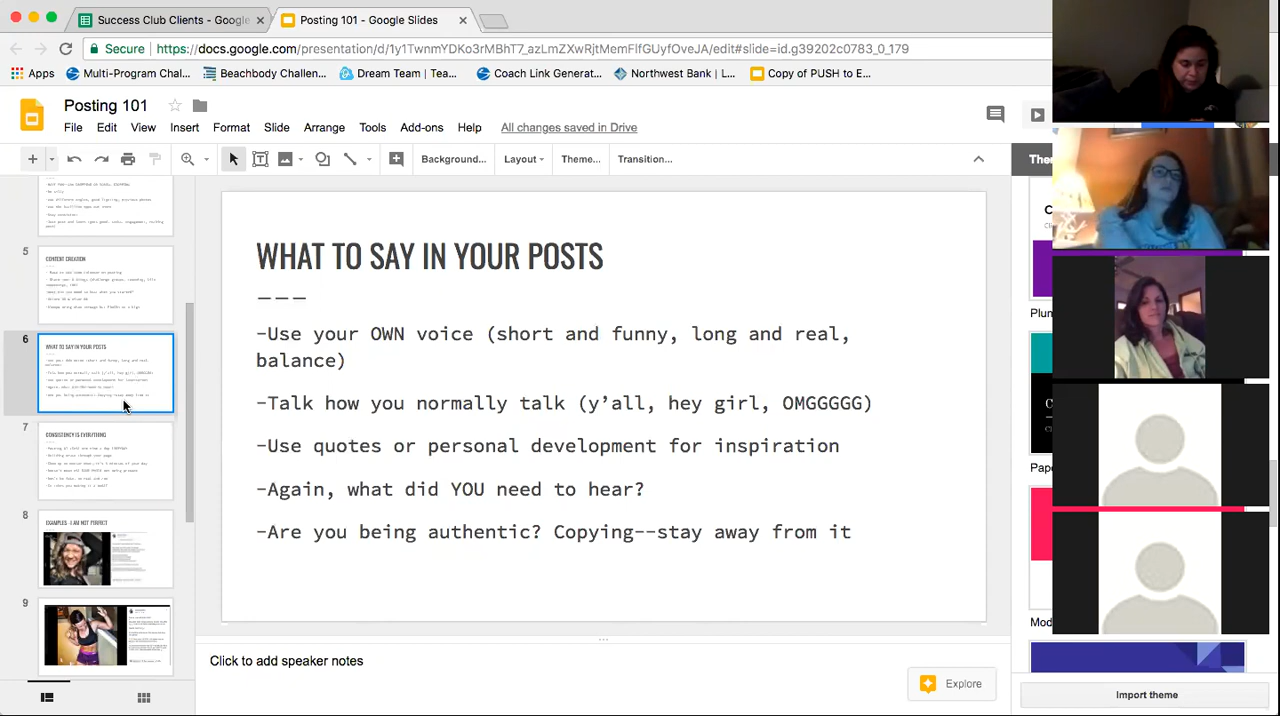 Success Club Clients - Google
Posting 101 - Google Slides
Secure
https://docs.google.com/presentation/d/1y1TwnmYDKo3rMBhT7_azLmZXwRjtMemFlfGUyfOveJA/edit#slide=id.g39202c0783_0_179
Apps
Multi-Program Chal...
Beachbody Challen...
Dream Team | Tea...
Coach Link Generat...
Northwest Bank | L...
Copy of PUSH to E...
Posting 101
File Edit View Insert Format Slide Arrange Tools Add-ons Help
All changes saved in Drive
Background...
Layout
Theme...
Transition...
5
CONTENT CREATION
6
WHAT TO SAY IN YOUR POSTS
7
CONSISTENCY IS EVERYTHING
8
EXAMPLES - I AM NOT PERFECT
9
WHAT TO SAY IN YOUR POSTS
---
-Use your OWN voice (short and funny, long and real,
balance)
-Talk how you normally talk (y’all, hey girl, OMGGGGG)
-Use quotes or personal development for inspiration
-Again, what did YOU need to hear?
-Are you being authentic? Copying--stay away from it
Click to add speaker notes
Explore
Import theme